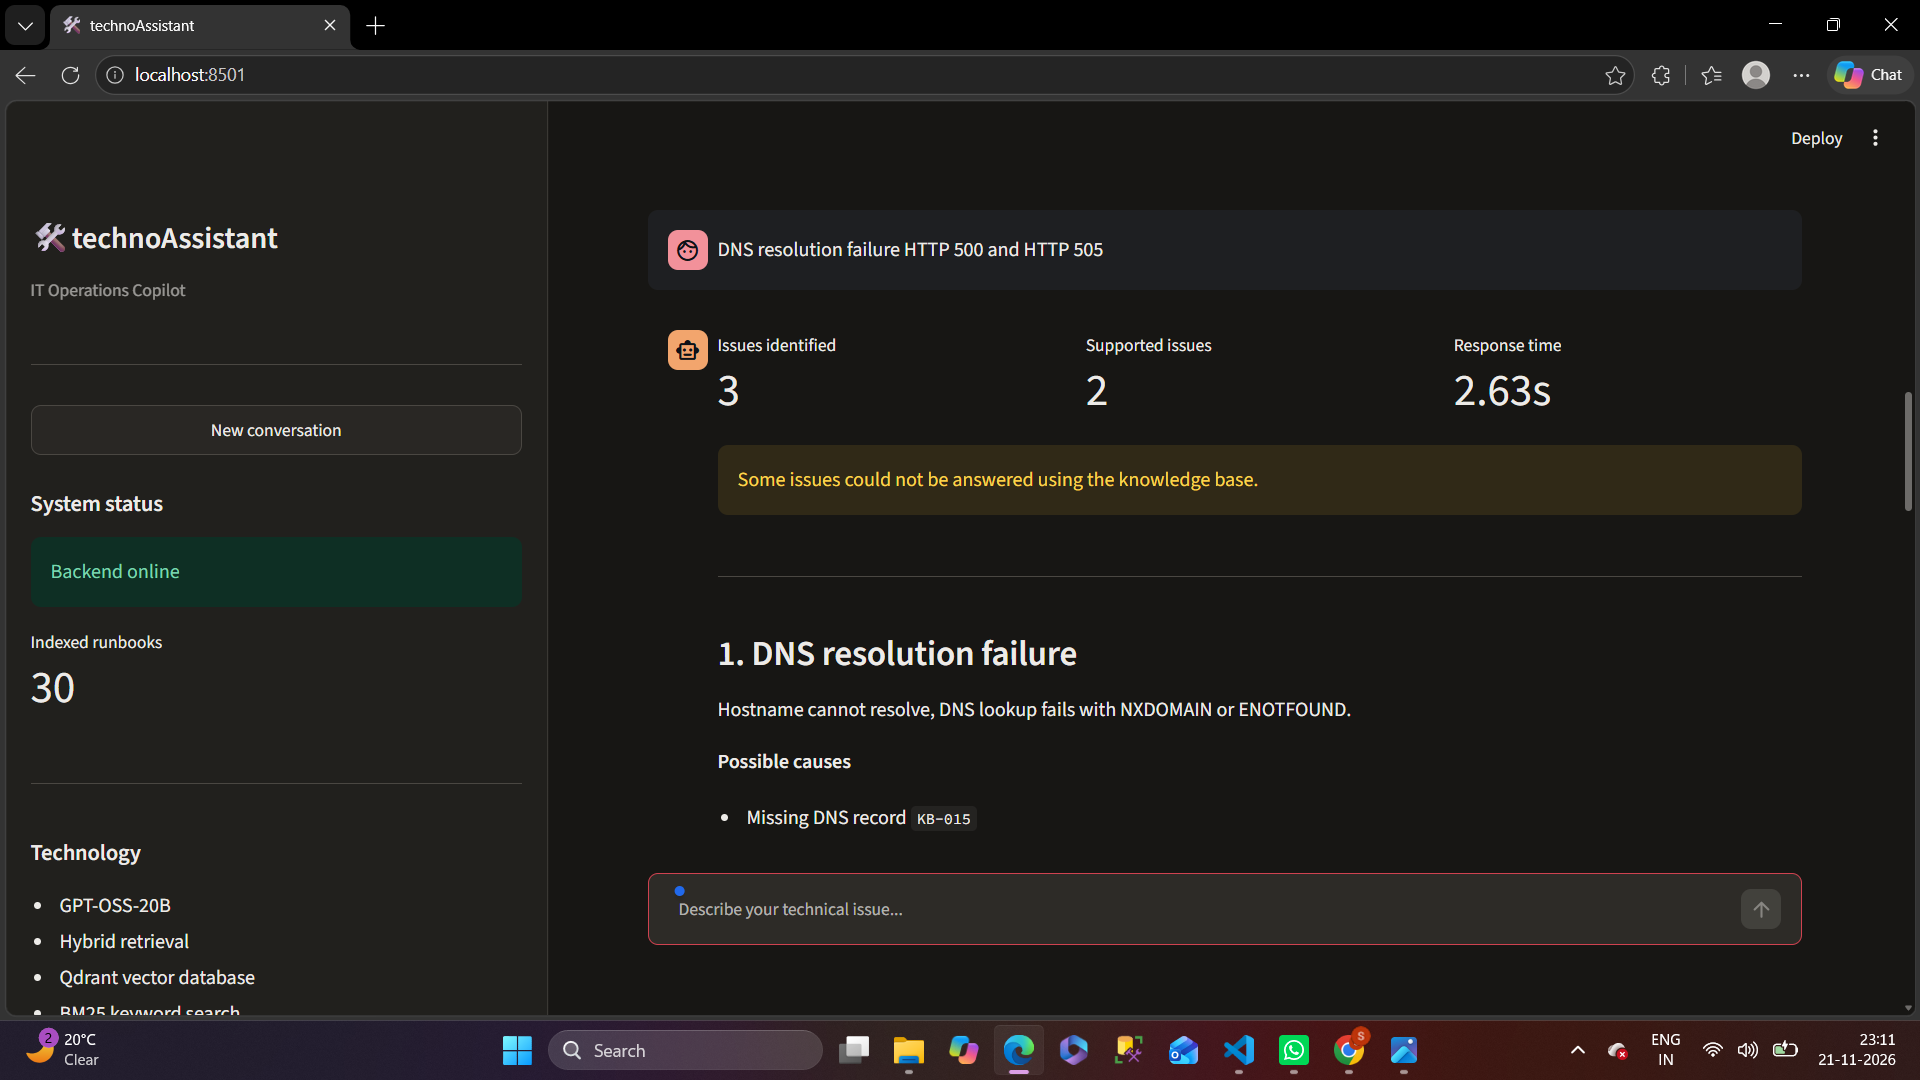 technoAssistant
localhost:8501
Chat
Deploy
technoAssistant
IT Operations Copilot
New conversation
System status
Backend online
Indexed runbooks
30
Technology
GPT-OSS-20B
Hybrid retrieval
Qdrant vector database
BM25 keyword search
DNS resolution failure HTTP 500 and HTTP 505
Issues identified
3
Supported issues
2
Response time
2.63s
Some issues could not be answered using the knowledge base.
1. DNS resolution failure
Hostname cannot resolve, DNS lookup fails with NXDOMAIN or ENOTFOUND.
Possible causes
Missing DNS record KB-015
Describe your technical issue...
2
20°C
Clear
Search
S
ENG
IN
23:11
21-11-2026